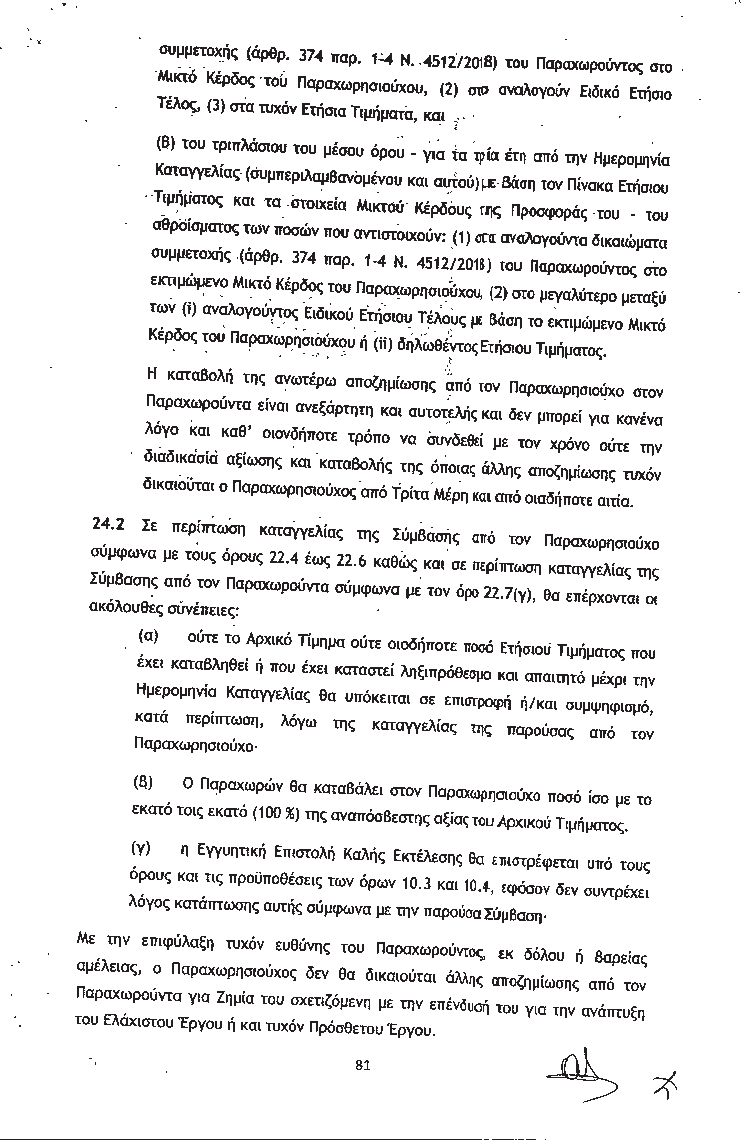 συμμετοχής (άρθρ. 374 παρ. 1-4 Ν. 4512/2018) του Παραχωρούντος στο
Μικτό Κέρδος του Παραχωρησιούχου, (2) στο αναλογούν Ειδικό Ετήσιο
Τέλος, (3) στα τυχόν Ετήσια Τιμήματα, και
(β) του τριπλάσιου του μέσου όρου - για τα τρία έτη από την Ημερομηνία
Καταγγελίας (συμπεριλαμβανομένου και αυτού) με βάση τον Πίνακα Ετησίου
Τιμήματος και τα στοιχεία Μικτού Κέρδους της Προσφοράς του - του
αθροίσματος των ποσών που αντιστοιχούν: (1) στα αναλογούντα δικαιώματα
συμμετοχής (άρθρ. 374 παρ. 1-4 Ν. 4512/2018) του Παραχωρούντος στο
εκτιμώμενο Μικτό Κέρδος του Παραχωρησιούχου, (2) στο μεγαλύτερο μεταξύ
των (i) αναλογούντος Ειδικού Ετήσιου Τέλους με βάση το εκτιμώμενο Μικτό
Κέρδος του Παραχωρησιούχου ή (ii) δηλωθέντος Ετήσιου Τιμήματος.
Η καταβολή της ανωτέρω αποζημίωσης από τον Παραχωρησιούχο στον
Παραχωρούντα είναι ανεξάρτητη και αυτοτελής και δεν μπορεί για κανένα
λόγο και καθ' οιονδήποτε τρόπο να συνδεθεί με τον χρόνο ούτε την
διαδικασία αξίωσης και καταβολής της όποιας άλλης αποζημίωσης τυχόν
δικαιούται ο Παραχωρησιούχος από Τρίτα Μέρη και από οιαδήποτε αιτία.
24.2 Σε περίπτωση καταγγελίας της Σύμβασης από τον Παραχωρησιούχο
σύμφωνα με τους όρους 22.4 έως 22.6 καθώς και σε περίπτωση καταγγελίας της
Σύμβασης από τον Παραχωρούντα σύμφωνα με τον όρο 22.7(γ), θα επέρχονται οι
ακόλουθες συνέπειες:
(α) ούτε το Αρχικό Τίμημα ούτε οιοδήποτε ποσό Ετησίου Τιμήματος που
έχει καταβληθεί ή που έχει καταστεί ληξιπρόθεσμο και απαιτητό μέχρι την
Ημερομηνία Καταγγελίας θα υπόκειται σε επιστροφή ή/και συμψηφισμό,
κατά περίπτωση, λόγω της καταγγελίας της παρούσας από τον
Παραχωρησιούχο·
(β) Ο Παραχωρών θα καταβάλει στον Παραχωρησιούχο ποσό ίσο με το
εκατό τοις εκατό (100 %) της αναπόσβεστης αξίας του Αρχικού Τιμήματος.
(γ) η Εγγυητική Επιστολή Καλής Εκτέλεσης θα επιστρέφεται υπό τους
όρους και τις προϋποθέσεις των όρων 10.3 και 10.4, εφόσον δεν συντρέχει
λόγος κατάπτωσης αυτής σύμφωνα με την παρούσα Σύμβαση·
Με την επιφύλαξη τυχόν ευθύνης του Παραχωρούντος, εκ δόλου ή βαρείας
αμέλειας, ο Παραχωρησιούχος δεν θα δικαιούται άλλης αποζημίωσης από τον
Παραχωρούντα για Ζημία του σχετιζόμενη με την επένδυσή του για την ανάπτυξη
του Ελάχιστου Έργου ή και τυχόν Πρόσθετου Έργου.
81